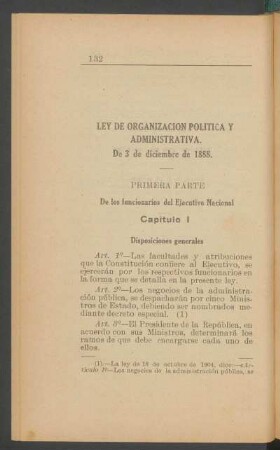 132
LEY DE ORGANIZACION POLITICA Y
ADMINISTRATIVA.
De 3 de diciembre de 1888.
PRIMERA PARTE
De los funcionarios del Ejecutivo Nacional
Capítulo I
Disposiciones generales
Art. 1º—Las facultades y atribuciones
que la Constitución confiere al Ejecutivo, se
ejercerán por los respectivos funcionarios en
la forma que se detalla en la presente ley.
Art. 2º—Los negocios de la administra-
ción pública, se despacharán por cinco Minis-
tros de Estado, debiendo ser nombrados me-
diante decreto especial. (1)
Art. 3º—El Presidente de la República, en
acuerdo con sus Ministros, determinará los
ramos de que debe encargarse cada uno de
ellos.
(1).—La ley de 18 de octubre de 1904, dice:—«Ar-
tículo 1º—Los negocios de la administración pública, se